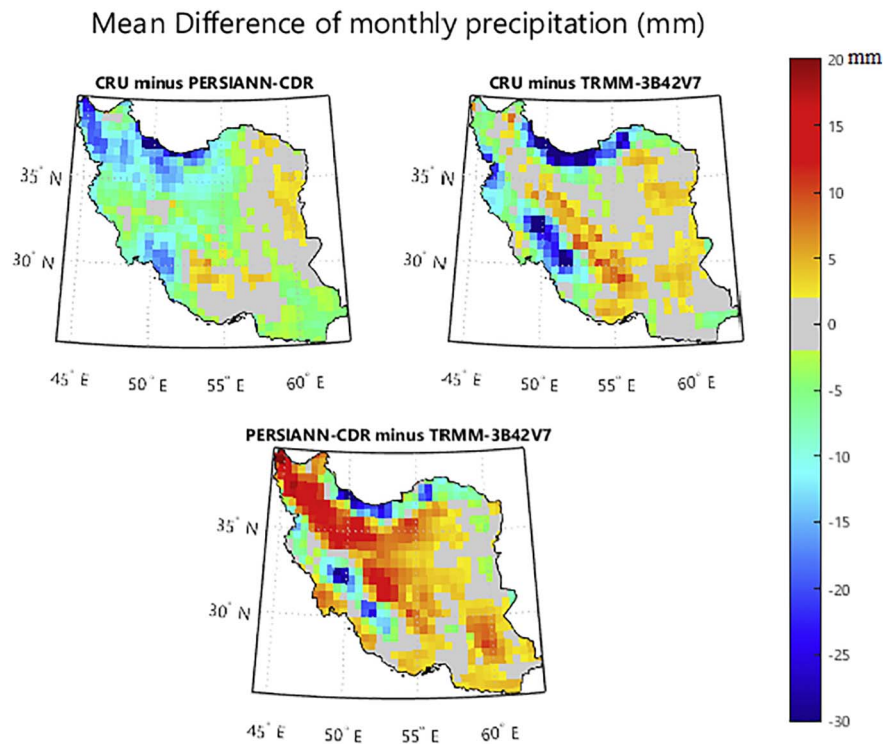 Mean Difference of monthly precipitation (mm)
CRU minus PERSIANN-CDR
35° N
30° N
45° E
50° E
55° E
60° E
CRU minus TRMM-3B42V7
35° N
30° N
45° E
50° E
55° E
60° E
PERSIANN-CDR minus TRMM-3B42V7
35° N
30° N
45° E
50° E
55° E
60° E
20 mm
15
10
5
0
-5
-10
-15
-20
-25
-30